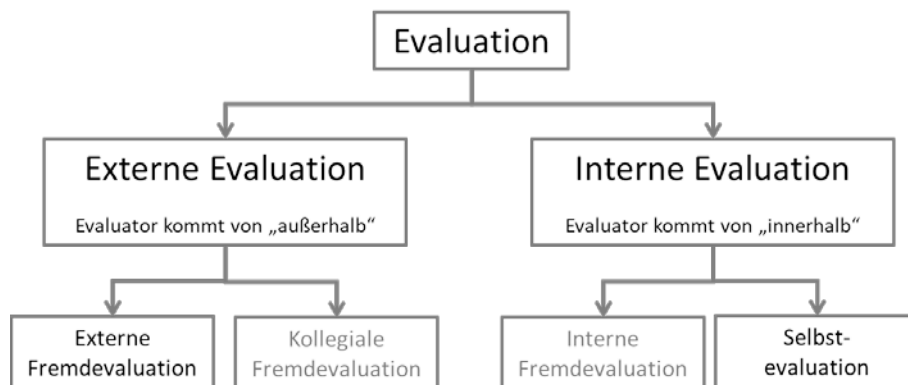 Evaluation
Externe Evaluation
Evaluator kommt von „außerhalb“
Interne Evaluation
Evaluator kommt von „innerhalb“
Externe
Fremdevaluation
Kollegiale
Fremdevaluation
Interne
Fremdevaluation
Selbst-
evaluation